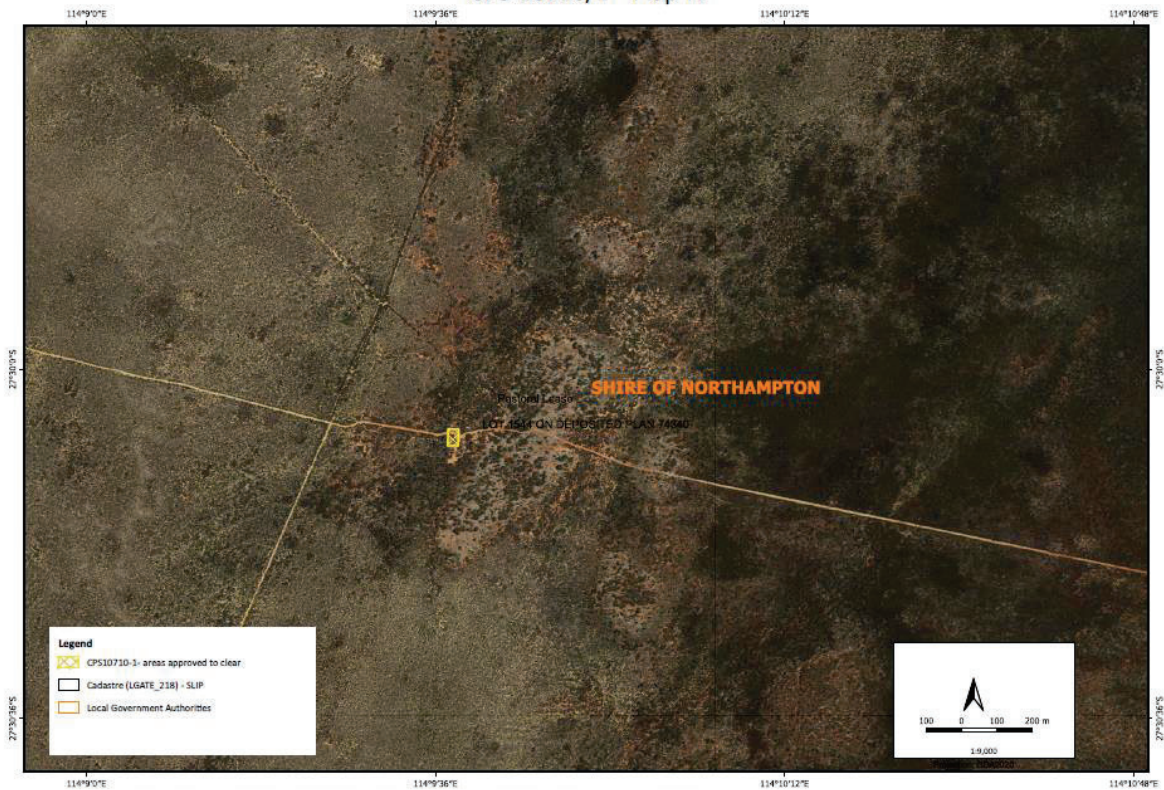 114°9'0"E 114°9'36"E 114°10'12"E 114°10'48"E
27°30'0"S 27°30'0"S
SHIRE OF NORTHAMPTON
Pastoral Lease
LOT 1544 ON DEPOSITED PLAN 74840
Legend
CPS10710-1- areas approved to clear
Cadastre (LGATE_218) - SLIP
Local Government Authorities
100 0 100 200 m
1:9,000
27°30'36"S 27°30'36"S
114°9'0"E 114°9'36"E 114°10'12"E 114°10'48"E